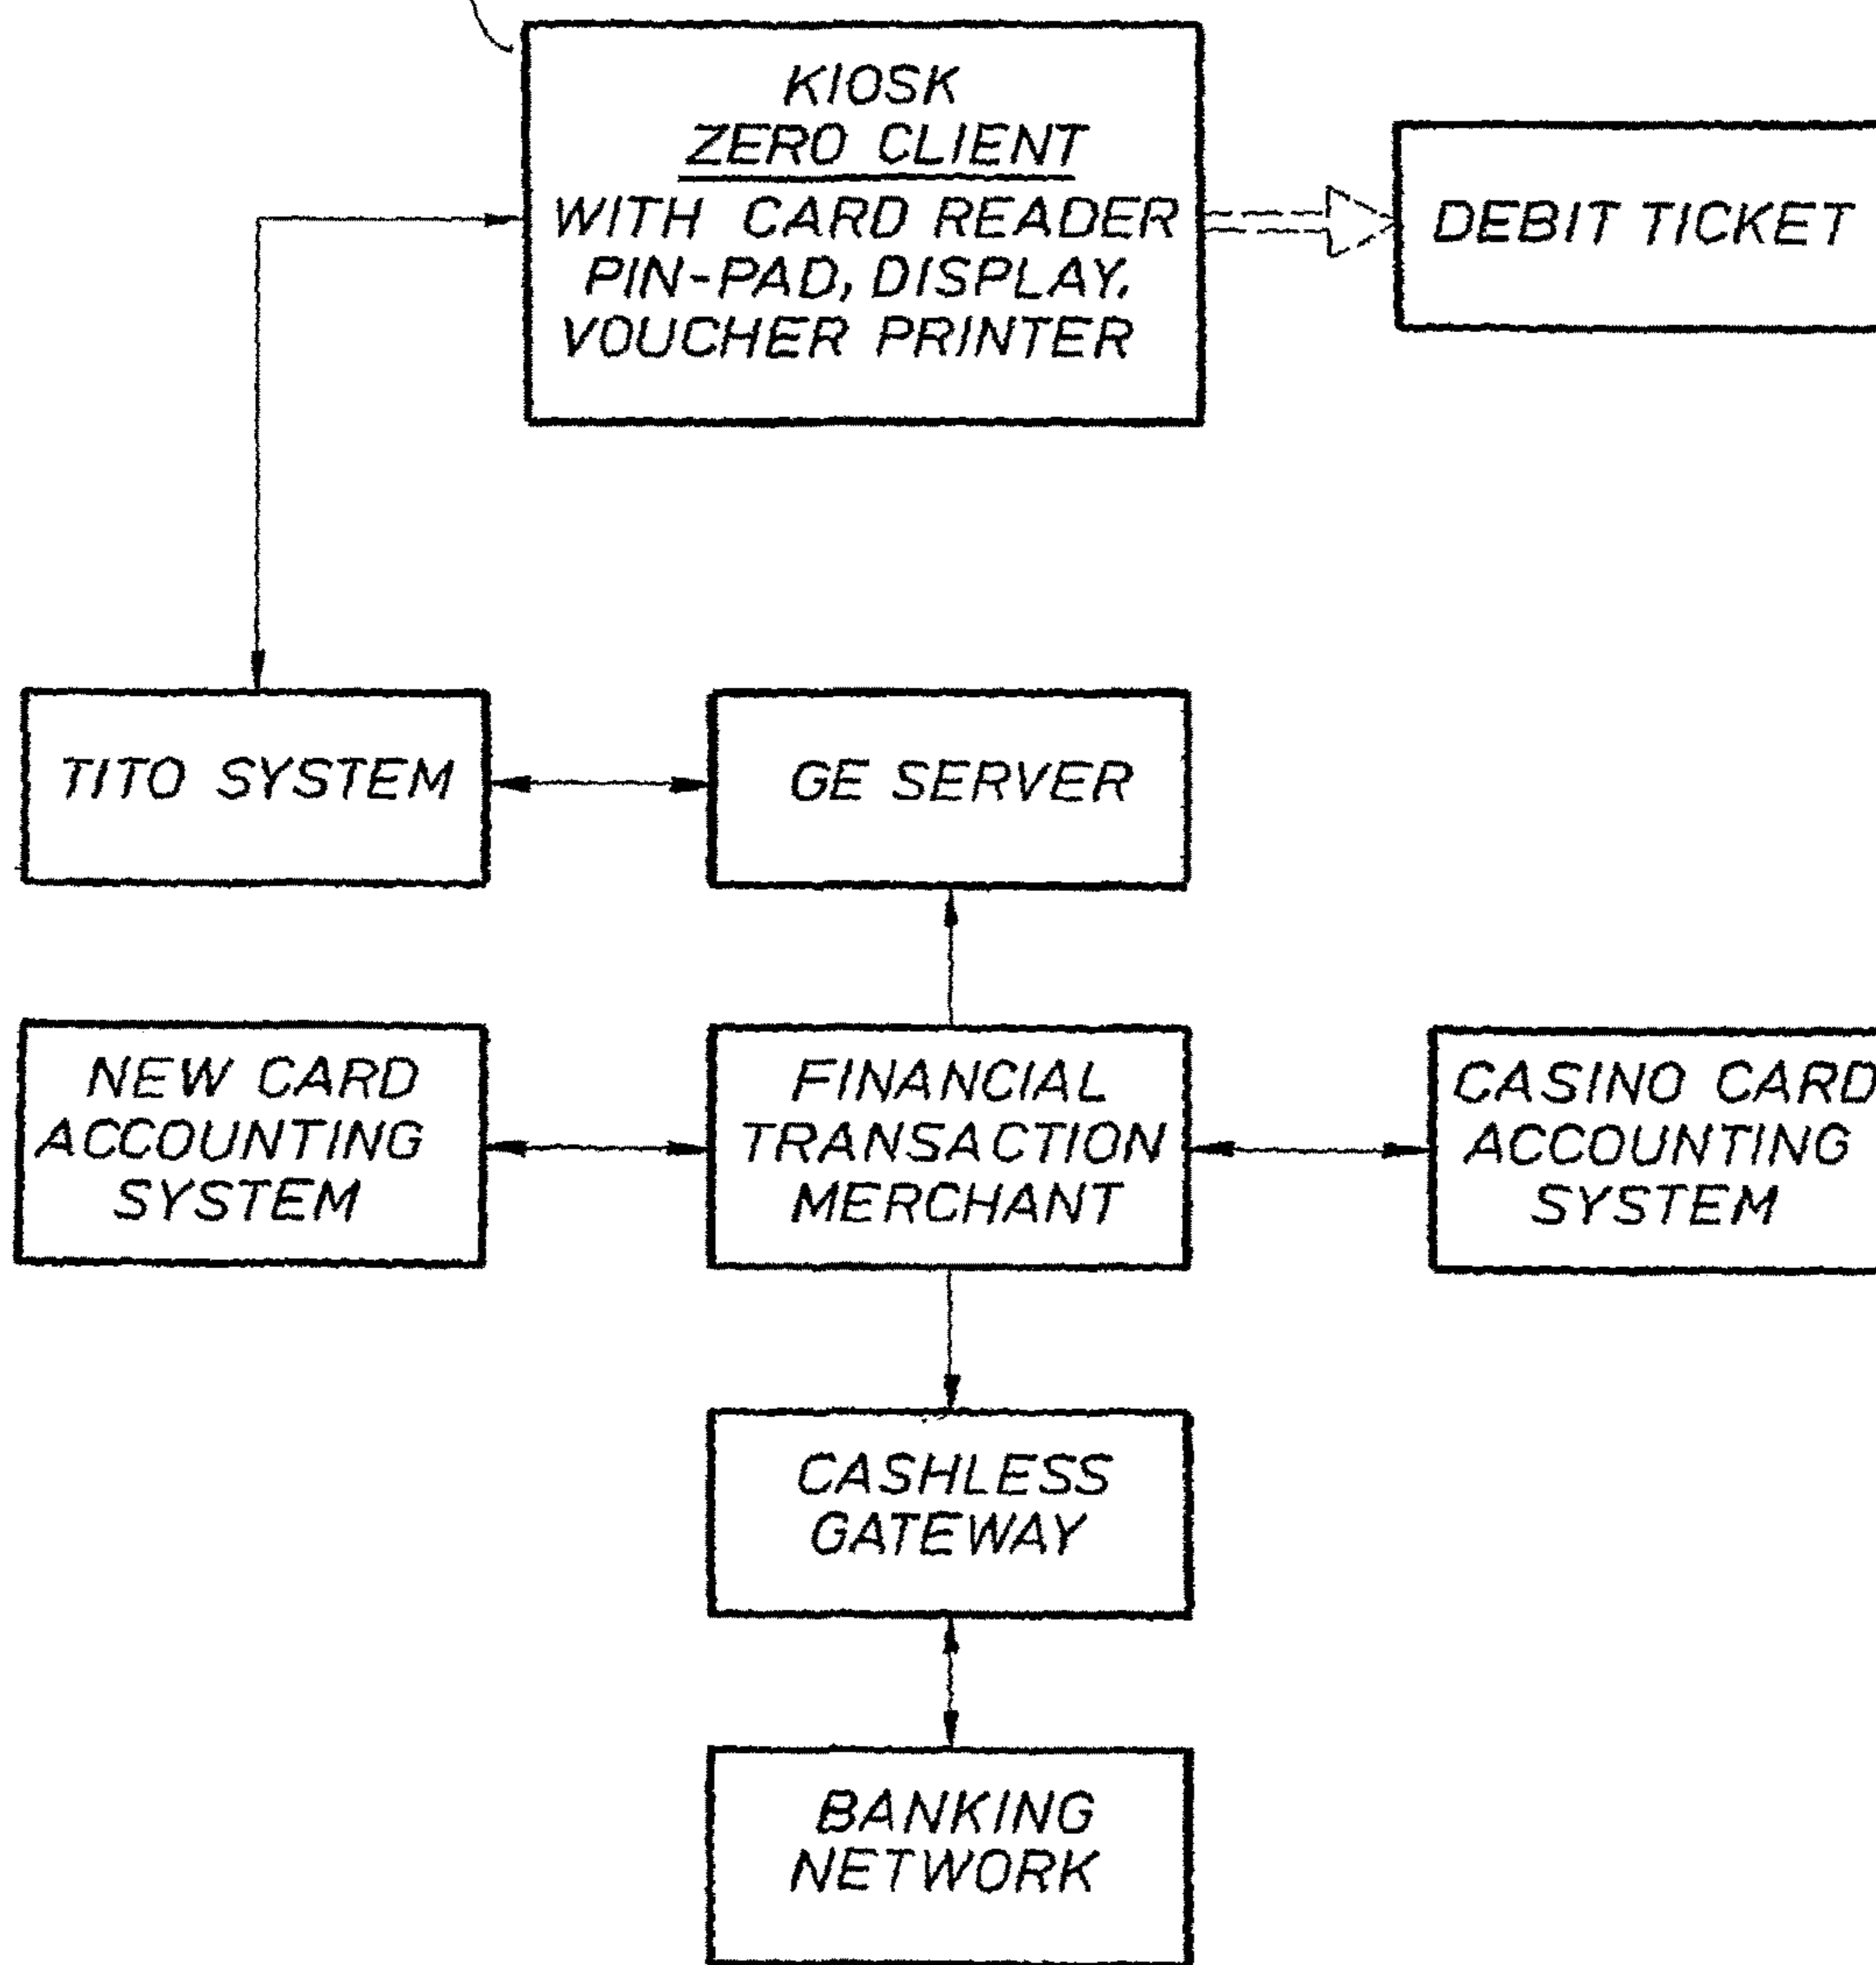 KIOSK
ZERO CLIENT
WITH CARD READER
PIN-PAD, DISPLAY,
VOUCHER PRINTER
DEBIT TICKET
TITO SYSTEM
GE SERVER
NEW CARD
ACCOUNTING
SYSTEM
FINANCIAL
TRANSACTION
MERCHANT
CASINO CARD
ACCOUNTING
SYSTEM
CASHLESS
GATEWAY
BANKING
NETWORK